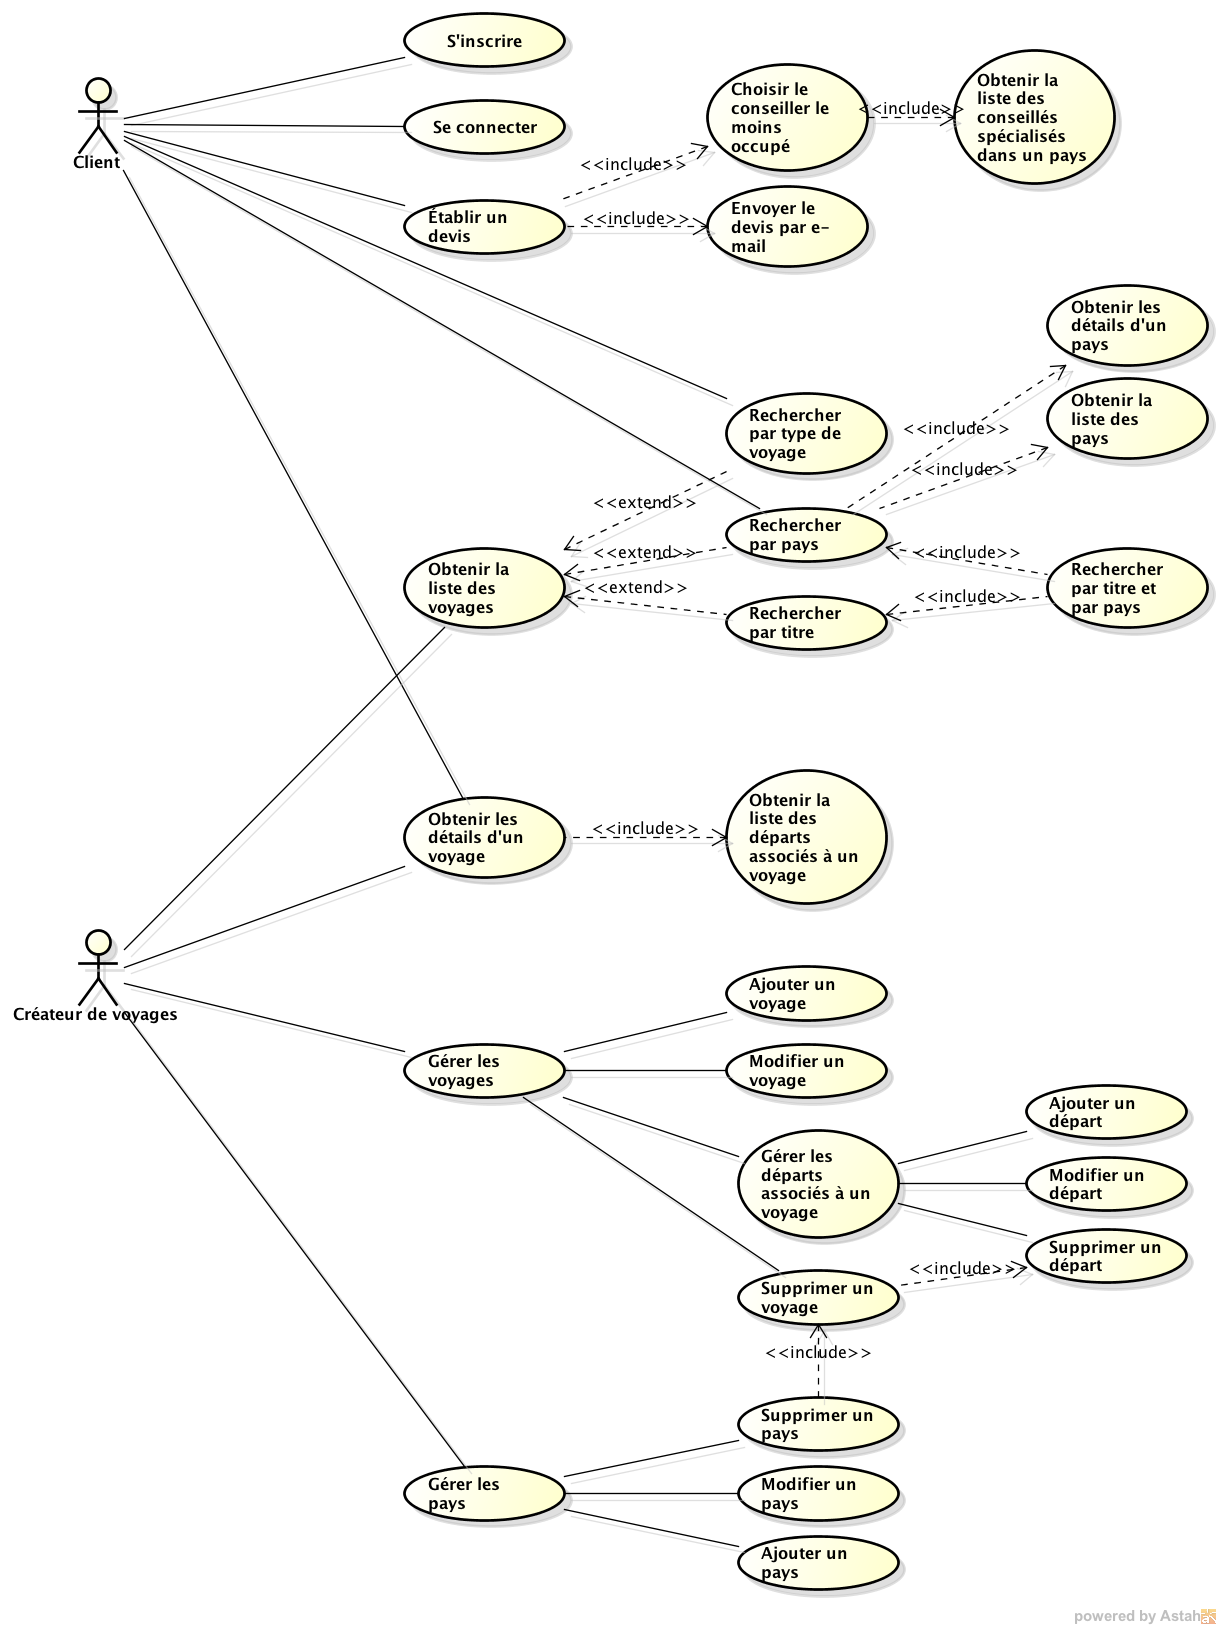 S'inscrire
Client
Se connecter
Choisir le
conseiller le
moins
occupé
<<include>>
Obtenir la
liste des
conseillés
spécialisés
dans un pays
<<include>>
Établir un
devis
<<include>>
Envoyer le
devis par e-
mail
Obtenir les
détails d'un
pays
Rechercher
par type de
voyage
<<include>>
Obtenir la
liste des
pays
<<include>>
<<extend>>
Rechercher
par pays
<<extend>>
<<include>>
Obtenir la
liste des
voyages
<<extend>>
Rechercher
par titre
<<include>>
Rechercher
par titre et
par pays
Obtenir les
détails d'un
voyage
<<include>>
Obtenir la
liste des
départs
associés à un
voyage
Créateur de voyages
Ajouter un
voyage
Gérer les
voyages
Modifier un
voyage
Gérer les
départs
associés à un
voyage
Ajouter un
départ
Modifier un
départ
Supprimer un
départ
<<include>>
Supprimer un
voyage
<<include>>
Supprimer un
pays
Gérer les
pays
Modifier un
pays
Ajouter un
pays
powered by Astah